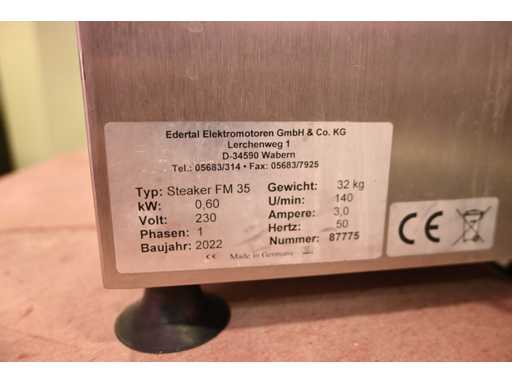 Edertal Elektromotoren GmbH & Co. KG
Lerchenweg 1
D-34590 Wabern
Tel.: 05683/314 • Fax: 05683/7925
Typ: Steaker FM 35 Gewicht: 32 kg
kW: 0,60 U/min: 140
Volt: 230 Ampere: 3,0
Phasen: 1 Hertz: 50
Baujahr: 2022 Nummer: 87775
CE Made in Germany
CE